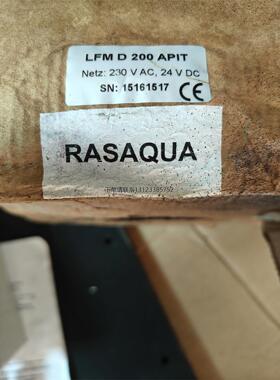 LFM D 200 APIT
Netz: 230 V AC, 24 V DC
SN: 15161517 CE
RASAQUA